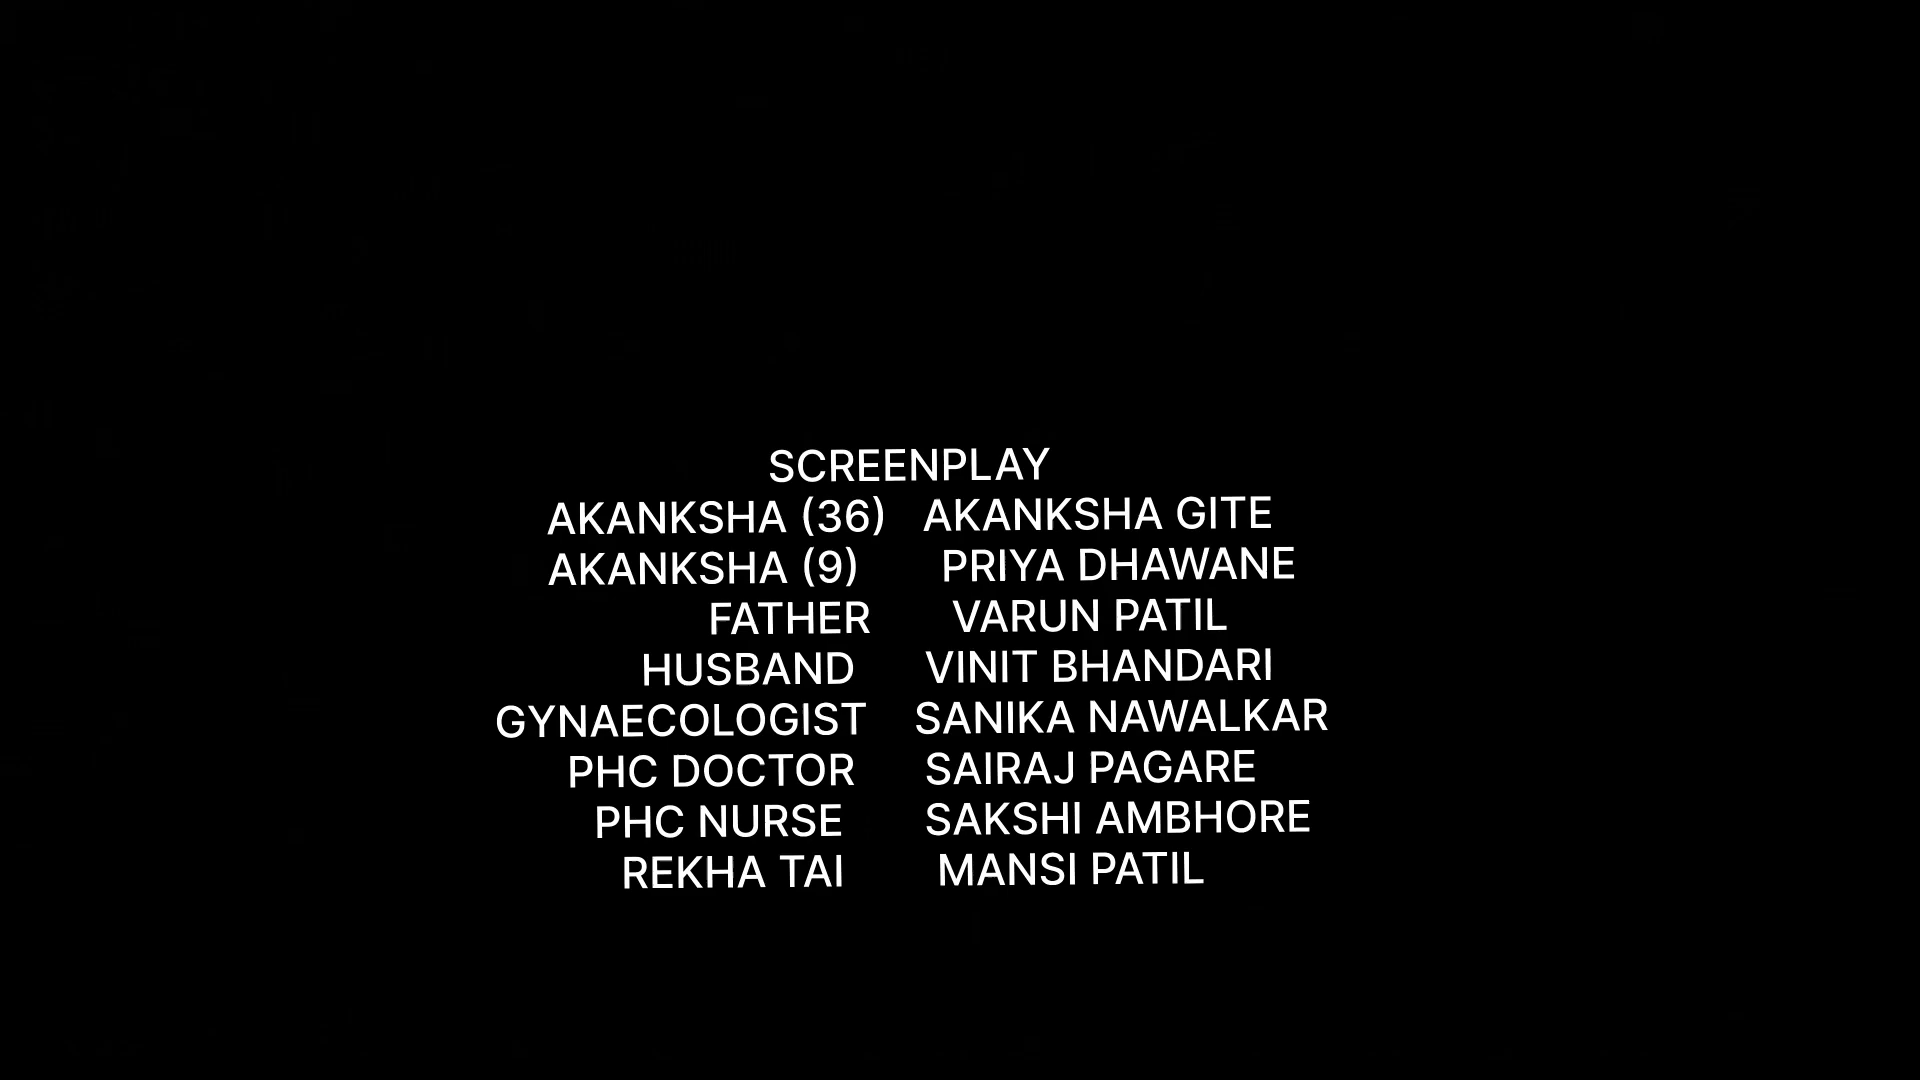 SCREENPLAY
AKANKSHA (36) AKANKSHA GITE
AKANKSHA (9) PRIYA DHAWANE
FATHER VARUN PATIL
HUSBAND VINIT BHANDARI
GYNAECOLOGIST SANIKA NAWALKAR
PHC DOCTOR SAIRAJ PAGARE
PHC NURSE SAKSHI AMBHORE
REKHA TAI MANSI PATIL